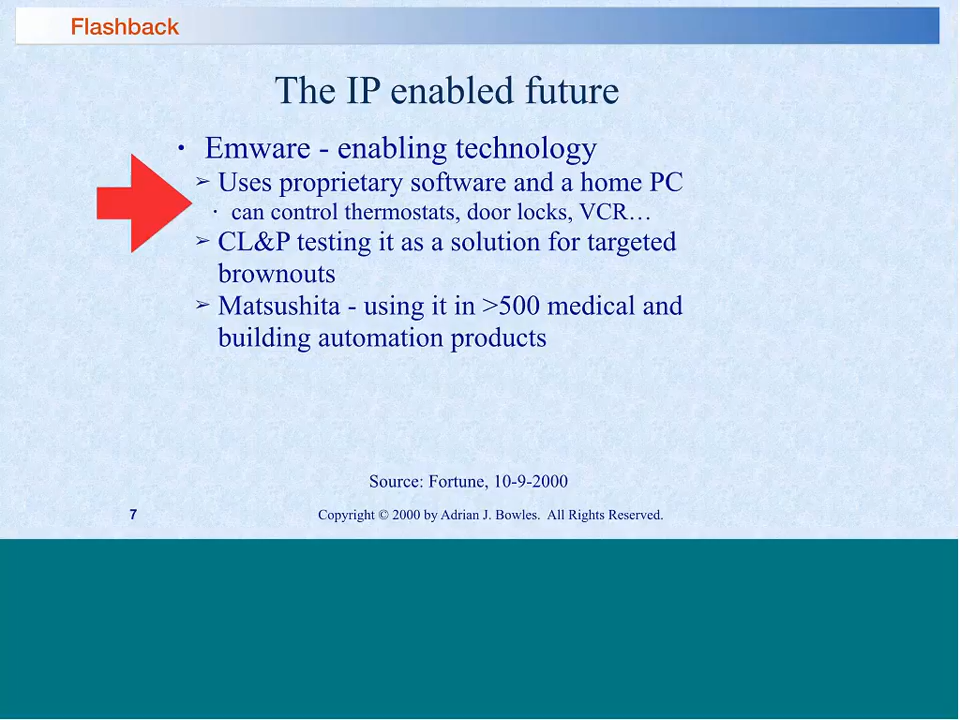 Flashback
The IP enabled future
• Emware - enabling technology
➢ Uses proprietary software and a home PC
· can control thermostats, door locks, VCR…
➢ CL&P testing it as a solution for targeted
brownouts
➢ Matsushita - using it in >500 medical and
building automation products
Source: Fortune, 10-9-2000
7 Copyright © 2000 by Adrian J. Bowles. All Rights Reserved.